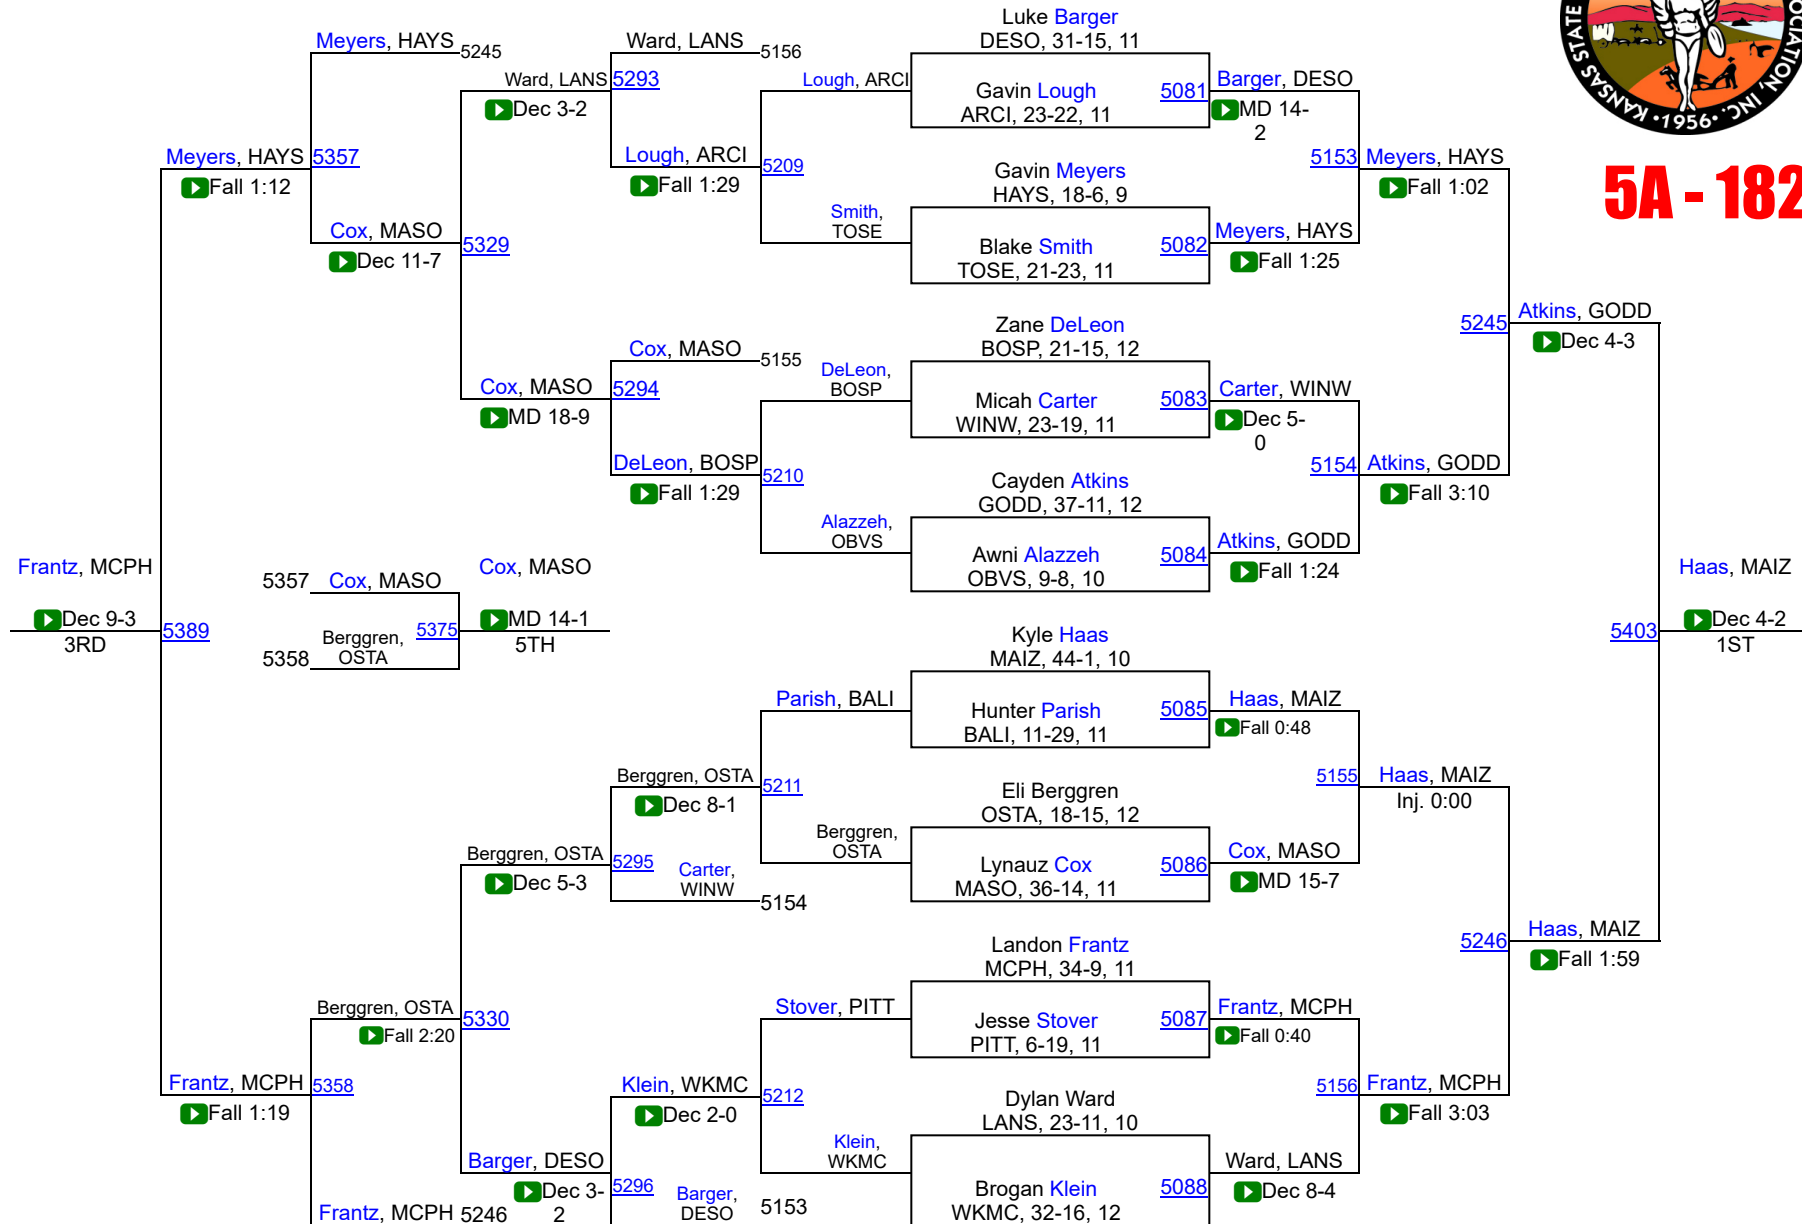 Meyers, HAYS
5245
Ward, LANS
5293
Dec 3-2
Ward, LANS
5156
Lough, ARCI
Fall 1:29
Meyers, HAYS
5357
Fall 1:12
Cox, MASO
Dec 11-7
5329
Cox, MASO
5155
Cox, MASO
5294
MD 18-9
DeLeon, BOSP
Fall 1:29
Lough, ARCI
5209
Smith,
TOSE
DeLeon,
BOSP
5210
Alazzeh,
OBVS
Luke Barger
DESO, 31-15, 11
Gavin Lough
ARCI, 23-22, 11
5081
Barger, DESO
MD 14-
2
Gavin Meyers
HAYS, 18-6, 9
Blake Smith
TOSE, 21-23, 11
5082
Meyers, HAYS
Fall 1:25
5153
Meyers, HAYS
Fall 1:02
Zane DeLeon
BOSP, 21-15, 12
Micah Carter
WINW, 23-19, 11
5083
Carter, WINW
Dec 5-
0
Cayden Atkins
GODD, 37-11, 12
Awni Alazzeh
OBVS, 9-8, 10
5084
Atkins, GODD
Fall 1:24
5154
Atkins, GODD
Fall 3:10
5245
Atkins, GODD
Dec 4-3
KANSAS STATE
OCIATION, INC.
•1956•
5A - 182
Frantz, MCPH
Dec 9-3
3RD
5389
5357
Cox, MASO
5358
Berggren,
OSTA
5375
Cox, MASO
MD 14-1
5TH
Kyle Haas
MAIZ, 44-1, 10
Hunter Parish
BALI, 11-29, 11
5085
Haas, MAIZ
Fall 0:48
Eli Berggren
OSTA, 18-15, 12
Lynauz Cox
MASO, 36-14, 11
5086
Cox, MASO
MD 15-7
5155
Haas, MAIZ
Inj. 0:00
5403
Haas, MAIZ
Dec 4-2
1ST
Parish, BALI
5211
Berggren,
OSTA
Berggren, OSTA
Dec 8-1
5295
Carter,
WINW
5154
Berggren, OSTA
Dec 5-3
5330
Berggren, OSTA
Fall 2:20
Frantz, MCPH
5358
Fall 1:19
Landon Frantz
MCPH, 34-9, 11
Jesse Stover
PITT, 6-19, 11
5087
Frantz, MCPH
Fall 0:40
Dylan Ward
LANS, 23-11, 10
Brogan Klein
WKMC, 32-16, 12
5088
Ward, LANS
Dec 8-4
5156
Frantz, MCPH
Fall 3:03
5246
Haas, MAIZ
Fall 1:59
Stover, PITT
5212
Klein,
WKMC
Klein, WKMC
Dec 2-0
Barger, DESO
Dec 3-
2
5296
Barger,
DESO
5153
Frantz, MCPH
5246